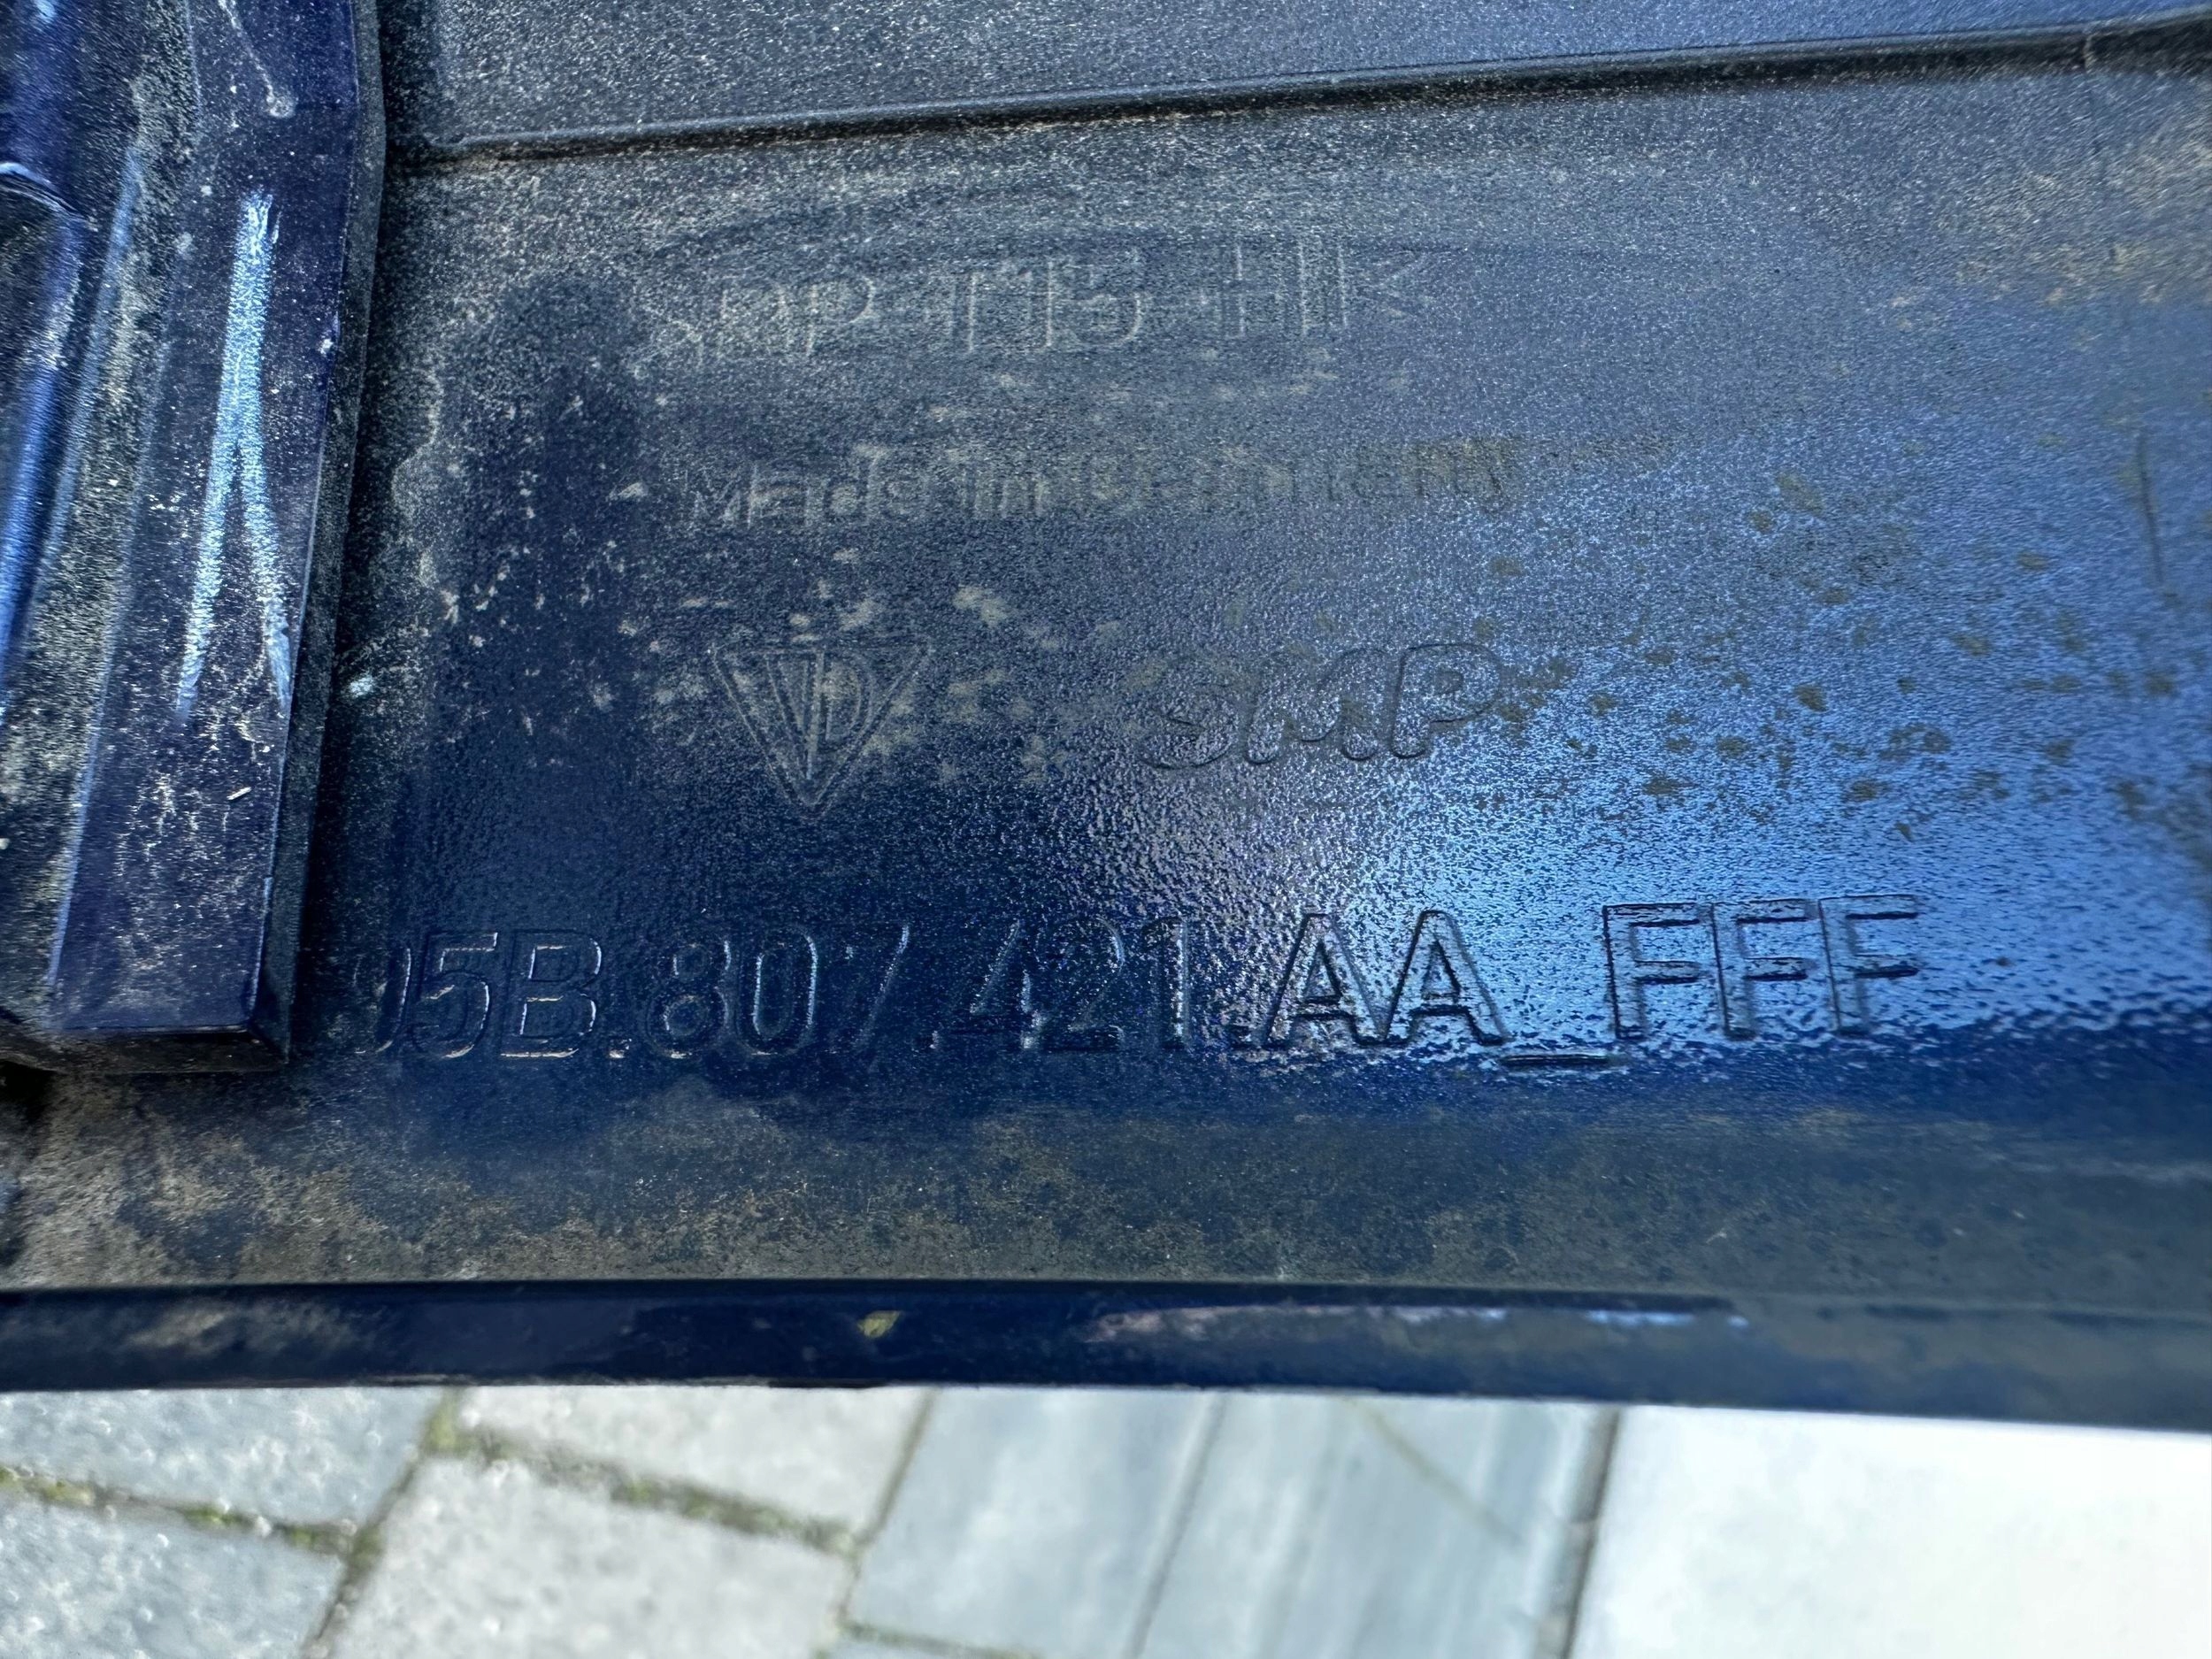 Made in Germany
SMP
95B.807.421.AA_FFF